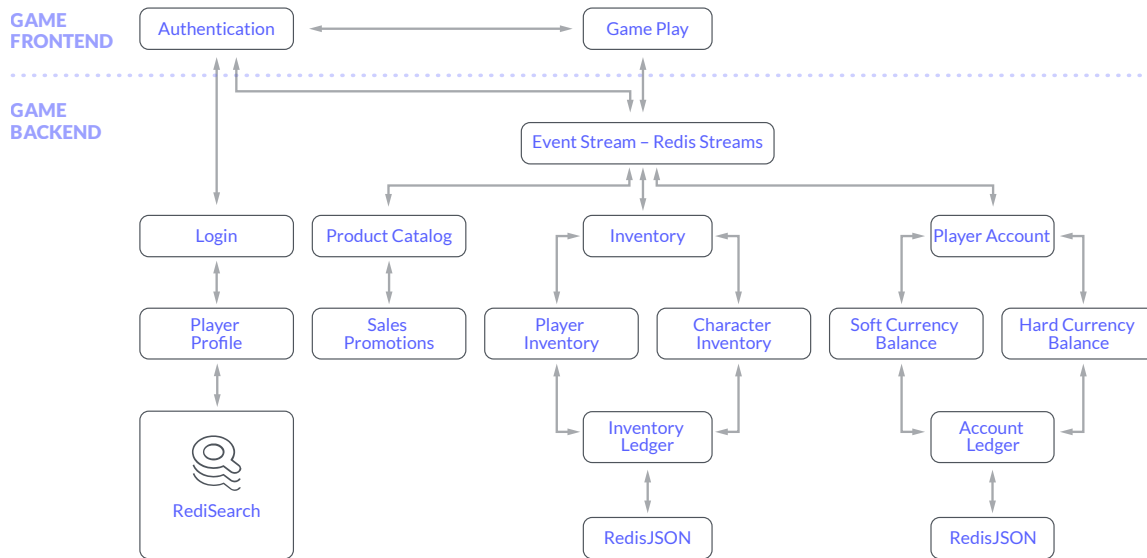 GAME
FRONTEND
Authentication
Game Play
GAME
BACKEND
Event Stream – Redis Streams
Login
Product Catalog
Inventory
Player Account
Player
Profile
Sales
Promotions
Player
Inventory
Character
Inventory
Soft Currency
Balance
Hard Currency
Balance
Inventory
Ledger
Account
Ledger
RediSearch
RedisJSON
RedisJSON